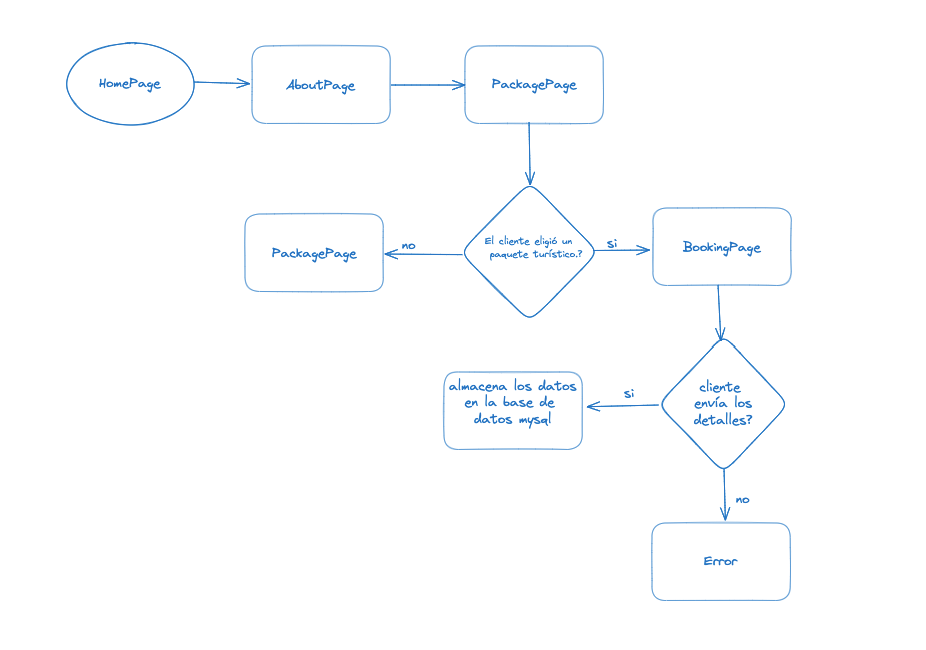 HomePage
AboutPage
PackagePage
El cliente eligió un
paquete turístico.?
no
si
PackagePage
BookingPage
almacena los datos
en la base de
datos mysql
si
cliente
envía los
detalles?
no
Error